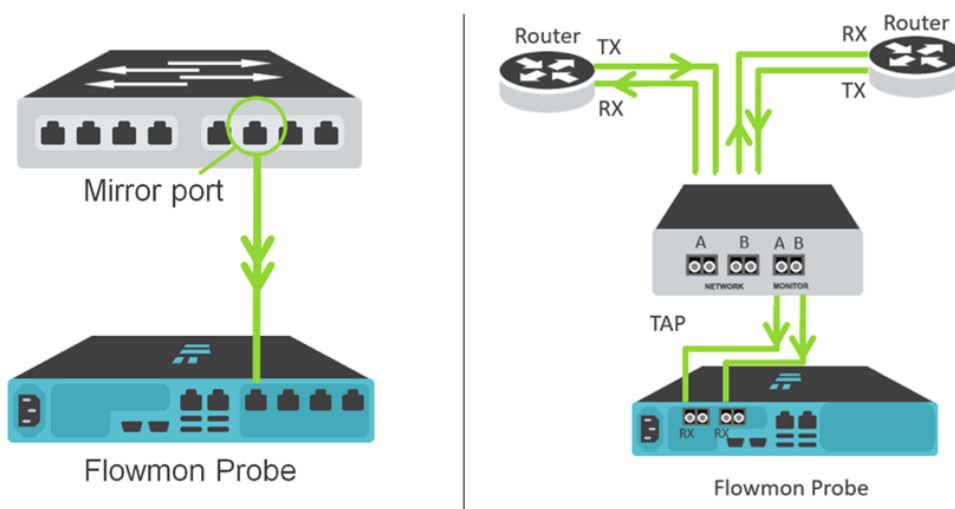 Mirror port
Flowmon Probe
Router
TX
RX
RX
Router
TX
A B A B
NETWORK MONITOR
TAP
RX RX
Flowmon Probe